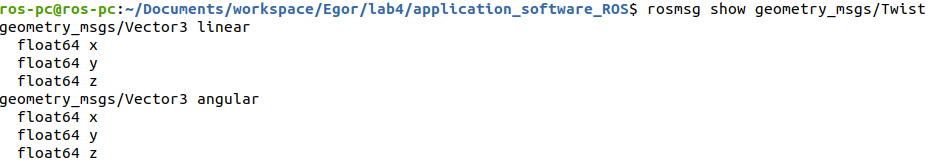 ros-pc@ros-pc:~/Documents/workspace/Egor/lab4/application_software_ROS$ rosmsg show geometry_msgs/Twist
geometry_msgs/Vector3 linear
  float64 x
  float64 y
  float64 z
geometry_msgs/Vector3 angular
  float64 x
  float64 y
  float64 z